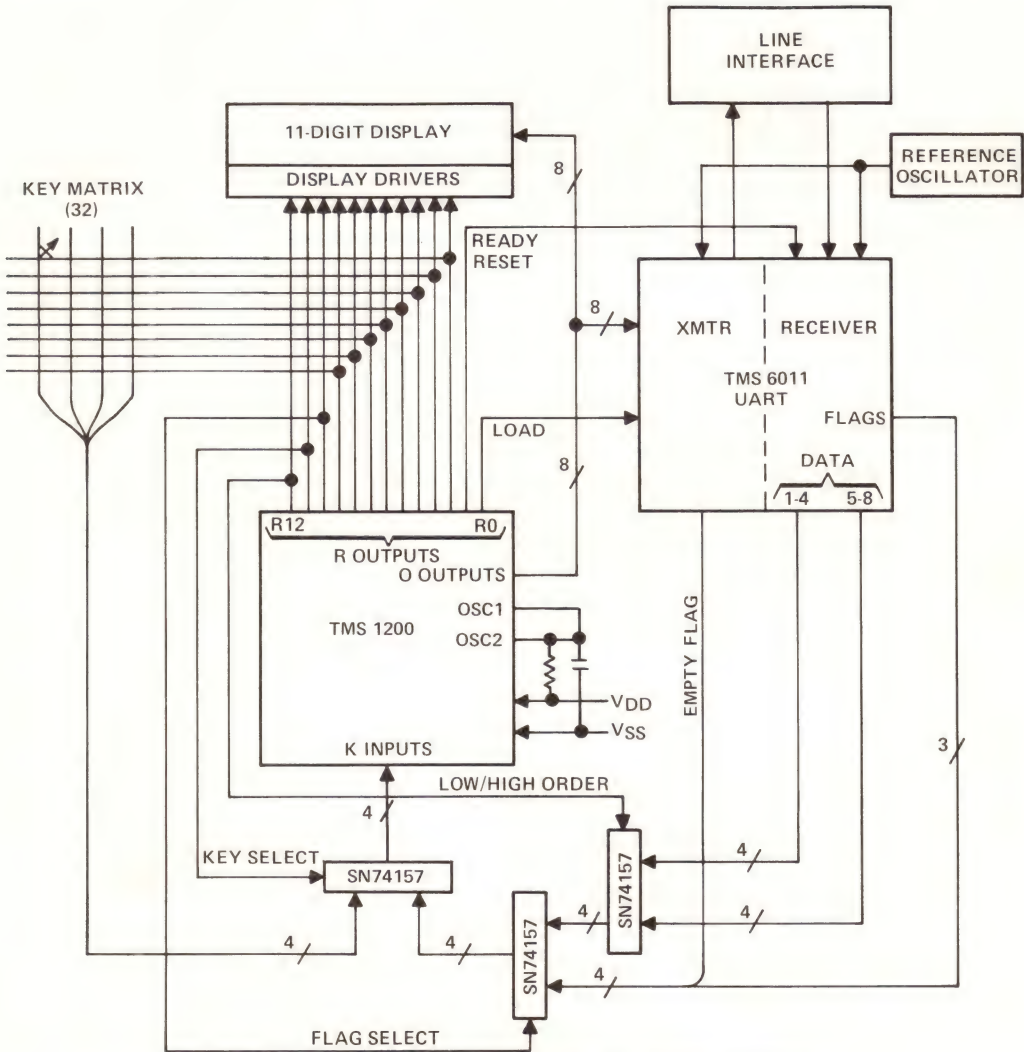 LINE
INTERFACE
11-DIGIT DISPLAY
DISPLAY DRIVERS
8
REFERENCE
OSCILLATOR
KEY MATRIX
(32)
READY
RESET
8
XMTR
RECEIVER
TMS 6011
UART
FLAGS
LOAD
DATA
1-4
5-8
8
R12
R0
R OUTPUTS
O OUTPUTS
OSC1
TMS 1200
OSC2
VDD
VSS
EMPTY FLAG
K INPUTS
3
LOW/HIGH ORDER
4
KEY SELECT
SN74157
SN74157
4
4
4
4
SN74157
4
4
FLAG SELECT